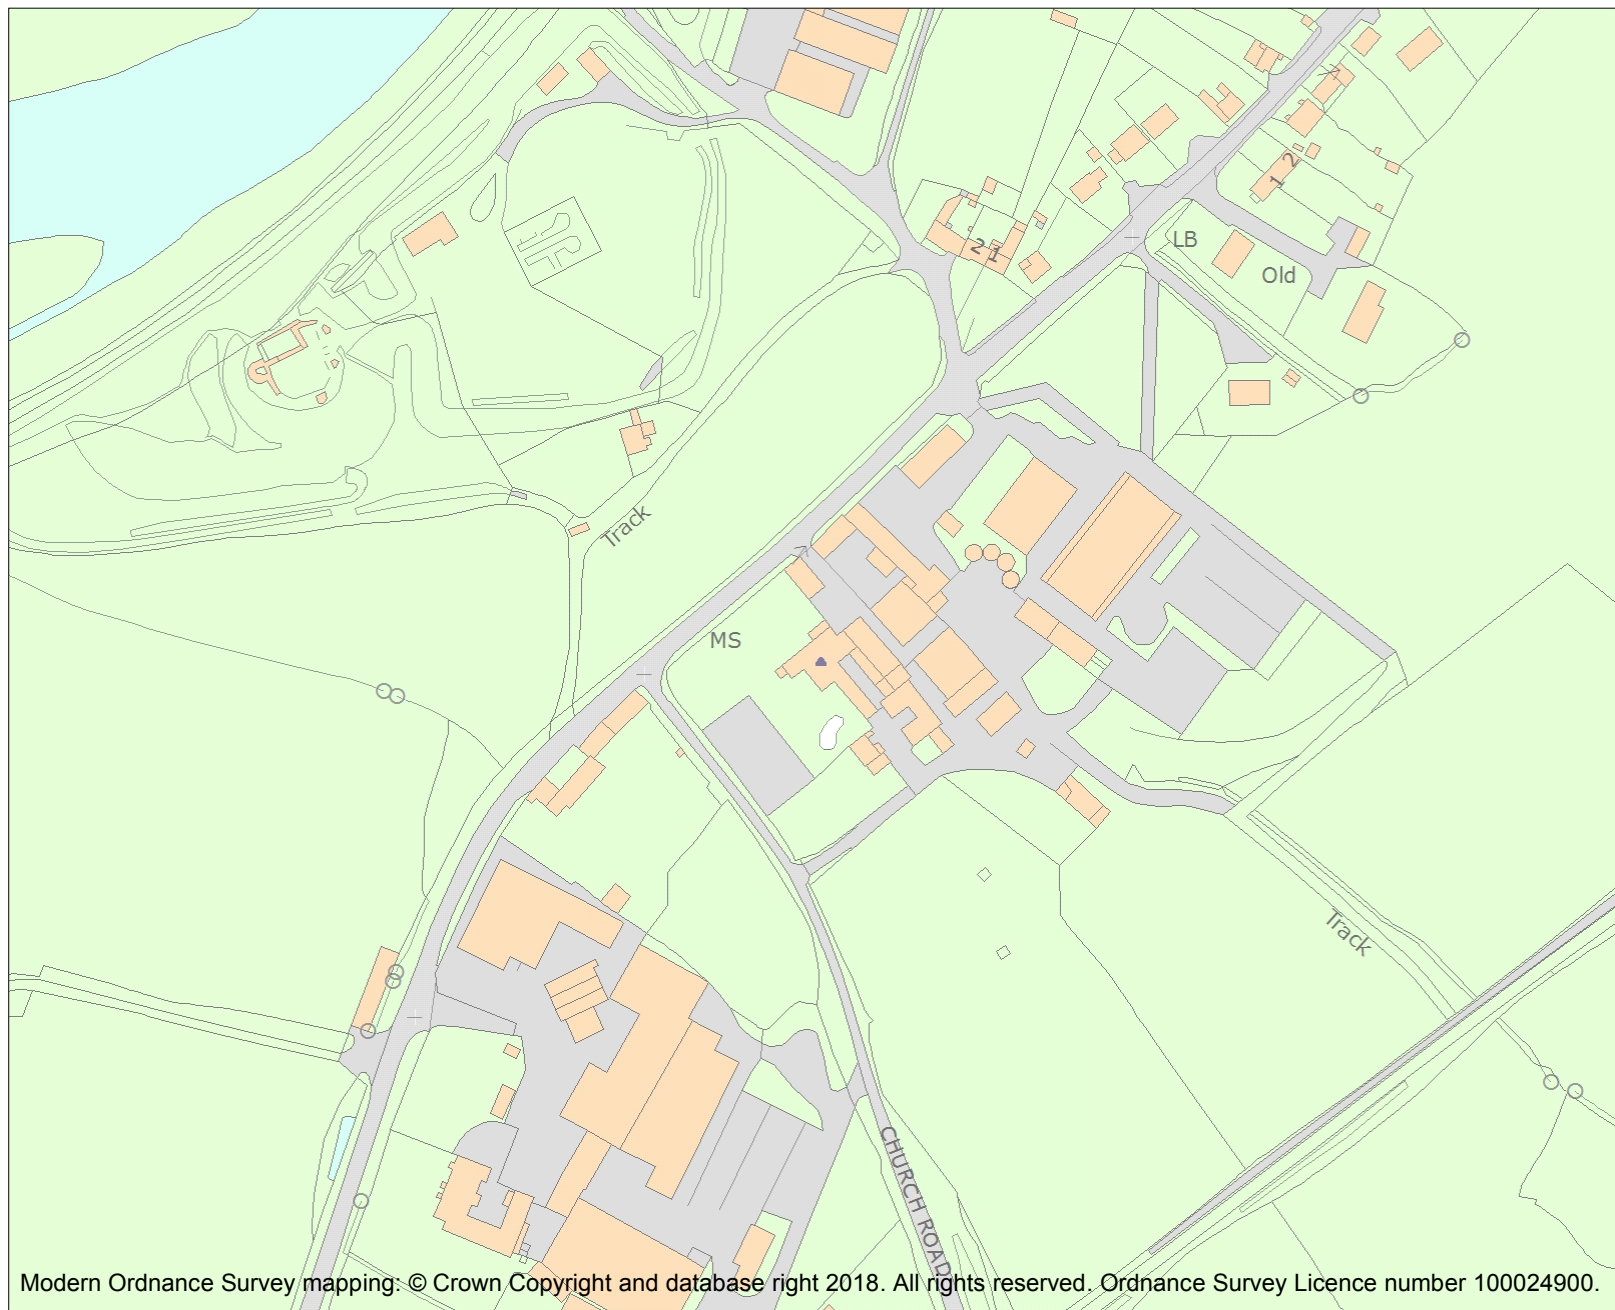 2
1
LB
Old
2 1
Track
MS
Track
CHURCH ROAD
Modern Ordnance Survey mapping: © Crown Copyright and database right 2018. All rights reserved. Ordnance Survey Licence number 100024900.